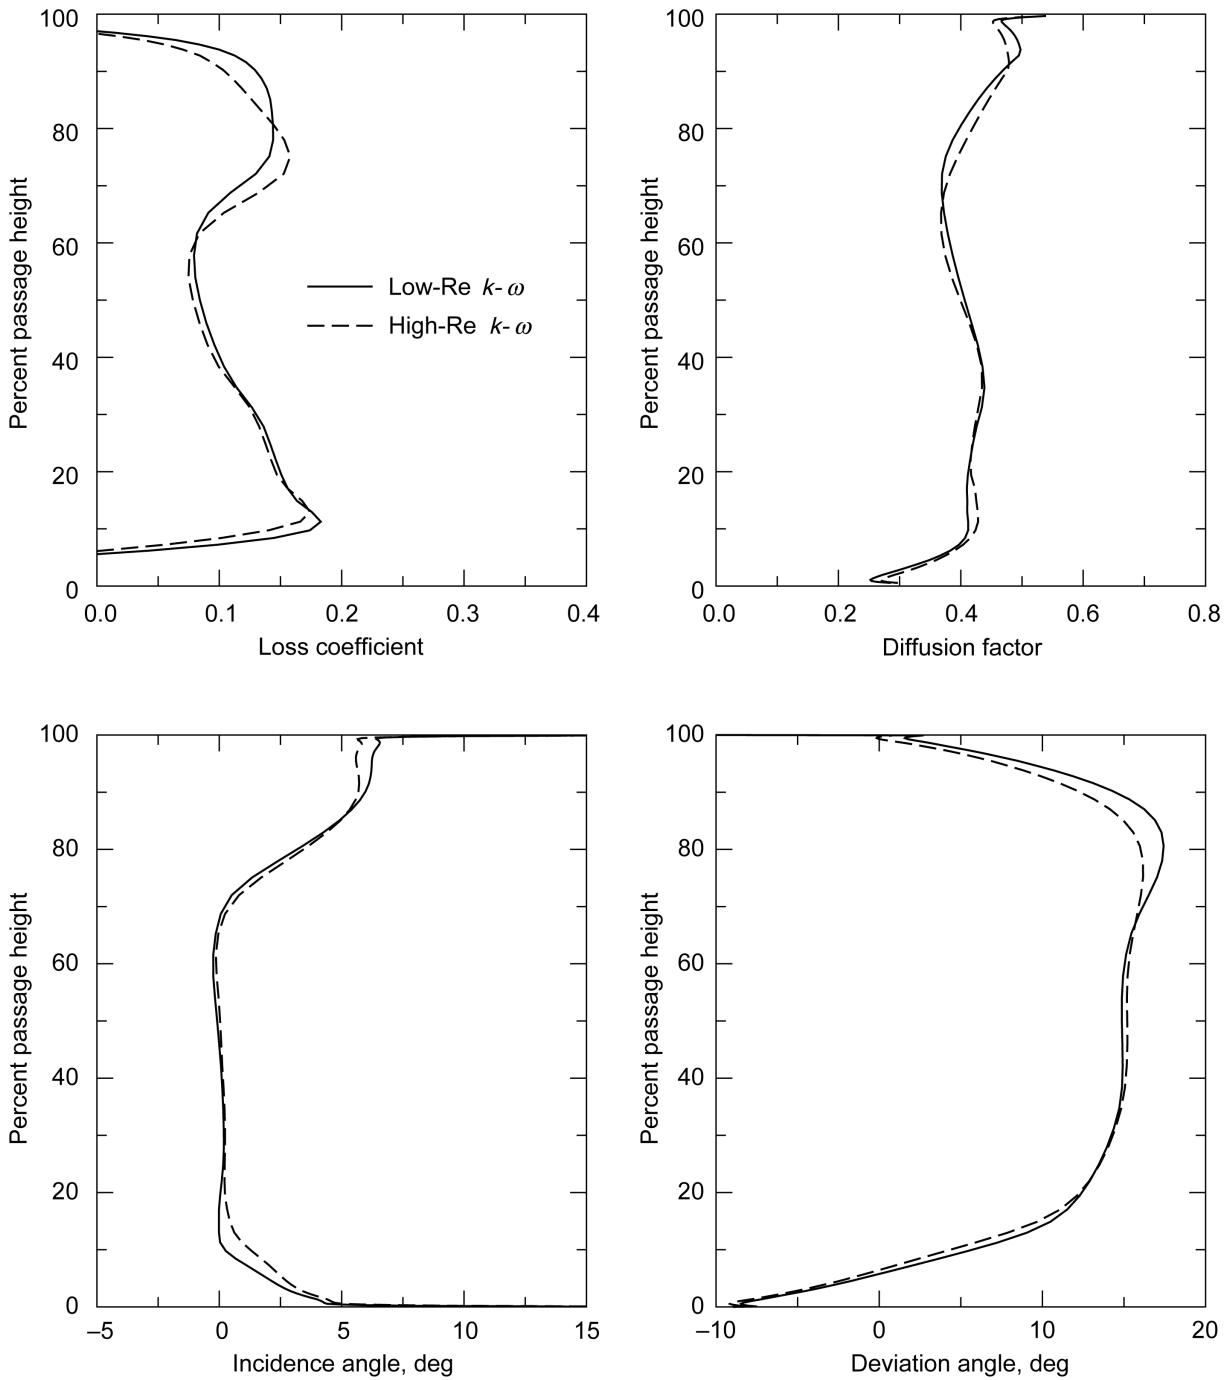 100
80
60
40
20
0
Percent passage height
Low-Re k-ω
High-Re k-ω
0.0 0.1 0.2 0.3 0.4
Loss coefficient
100
80
60
40
20
0
Percent passage height
0.0 0.2 0.4 0.6 0.8
Diffusion factor
100
80
60
40
20
0
Percent passage height
–5 0 5 10 15
Incidence angle, deg
100
80
60
40
20
0
Percent passage height
–10 0 10 20
Deviation angle, deg